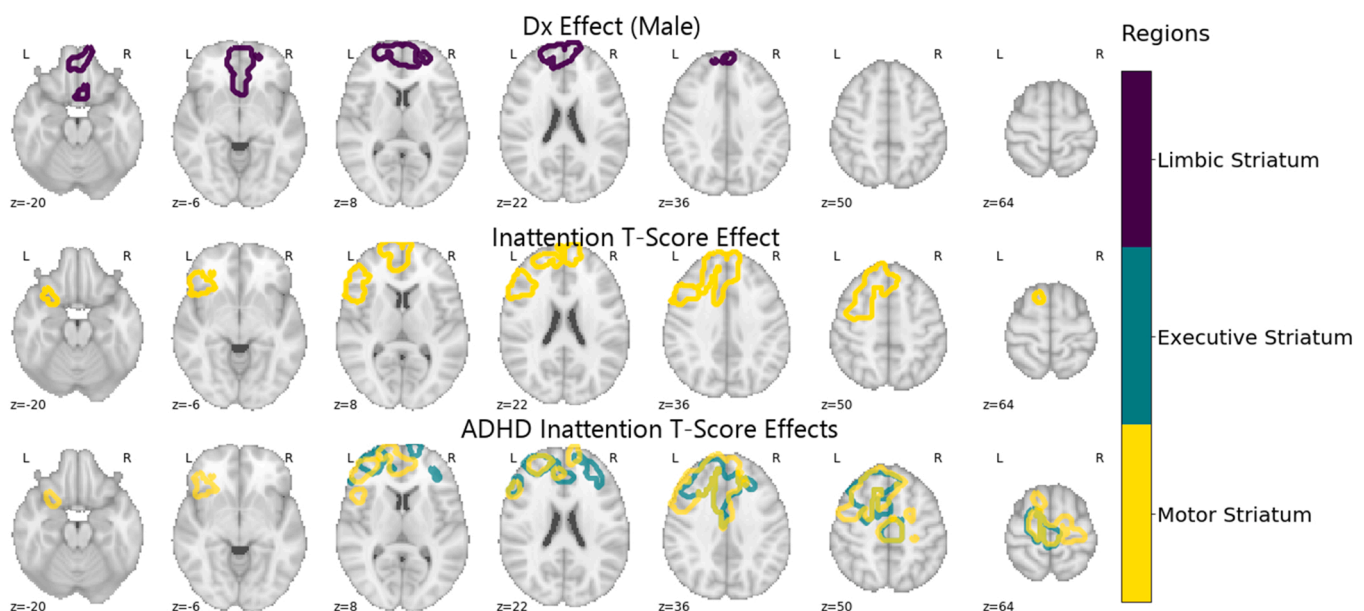 Dx Effect (Male)
Regions
L R L R L R L R L R L R L R
z=-20 z=-6 z=8 z=22 z=36 z=50 z=64
Limbic Striatum
Inattention T-Score Effect
L R L R L R L R L R L R L R
z=-20 z=-6 z=8 z=22 z=36 z=50 z=64
Executive Striatum
ADHD Inattention T-Score Effects
L R L R L R L R L R L R L R
z=-20 z=-6 z=8 z=22 z=36 z=50 z=64
Motor Striatum